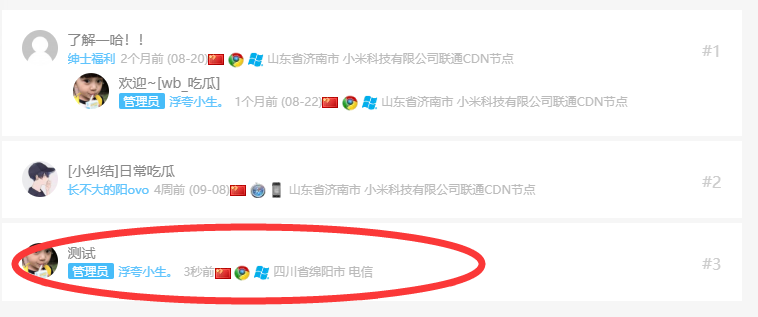 了解一哈！！
#1
绅士福利 2个月前 (08-20) 山东省济南市 小米科技有限公司联通CDN节点
欢迎~[wb_吃瓜]
管理员 浮夸小生。 1个月前 (08-22) 山东省济南市 小米科技有限公司联通CDN节点
[小纠结]日常吃瓜
#2
长不大的阳ovo 4周前 (09-08) 山东省济南市 小米科技有限公司联通CDN节点
测试
#3
管理员 浮夸小生。 3秒前 四川省绵阳市 电信